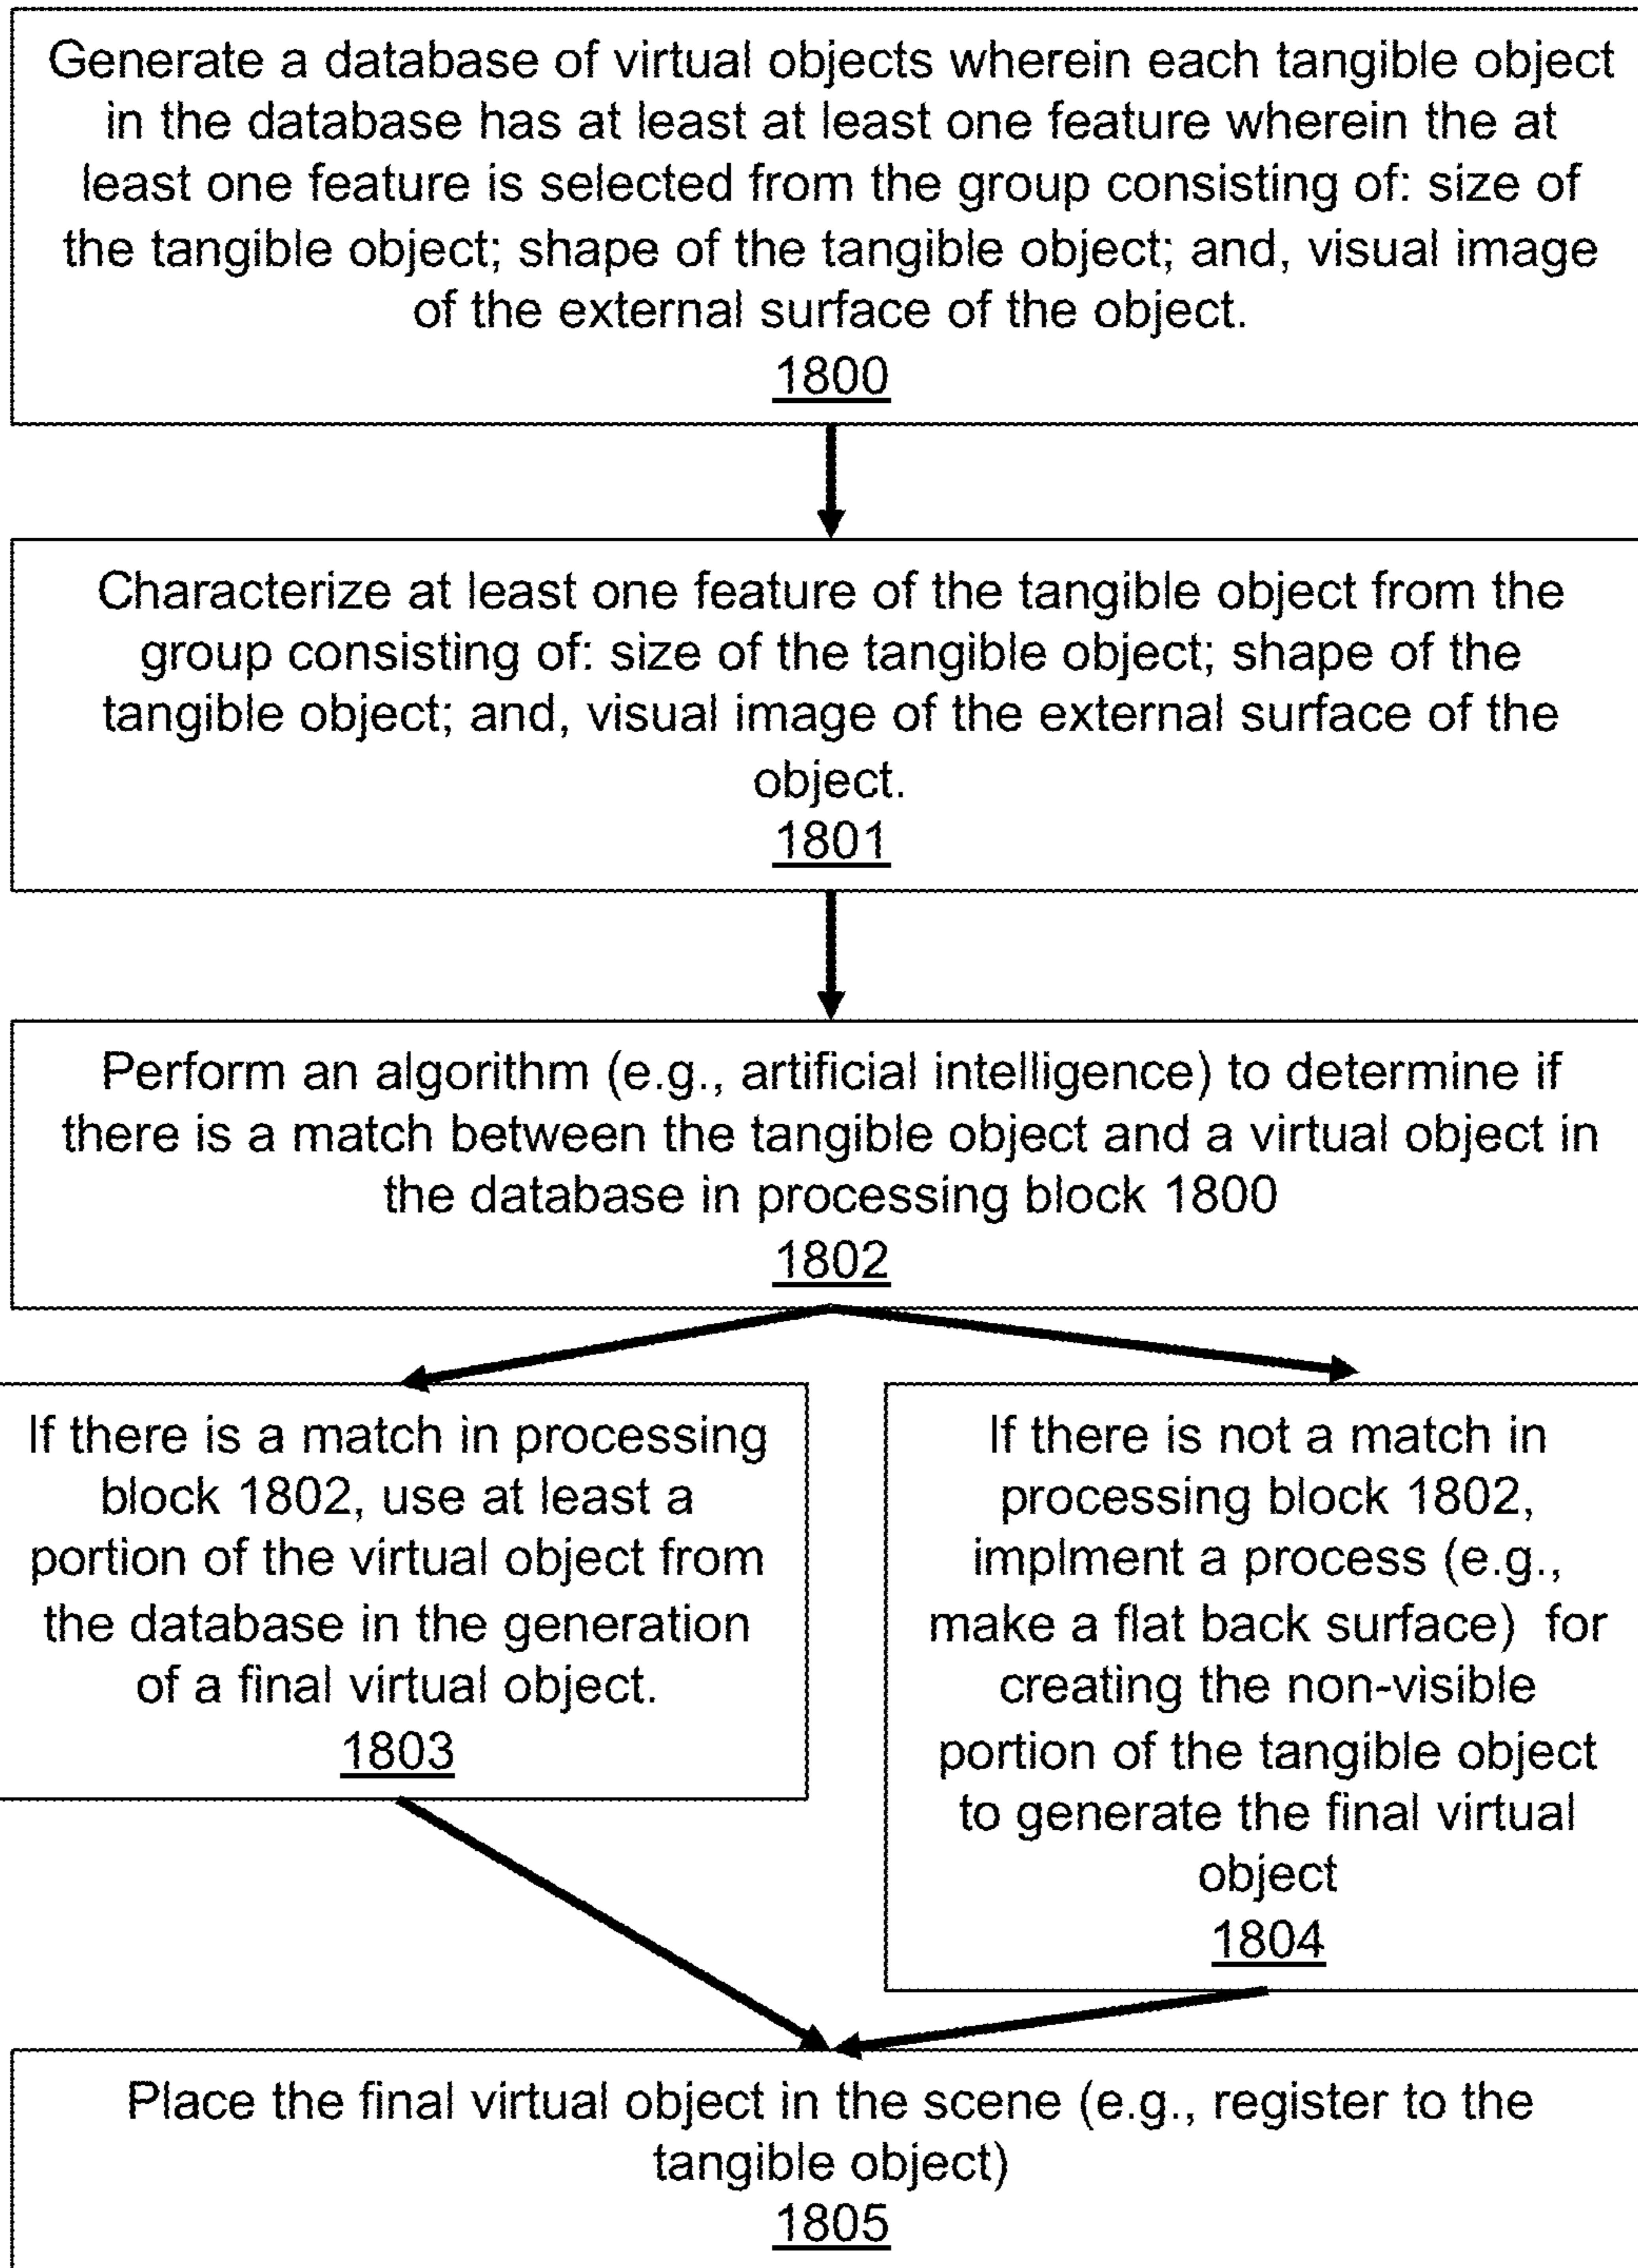 Generate a database of virtual objects wherein each tangible object
in the database has at least at least one feature wherein the at
least one feature is selected from the group consisting of: size of
the tangible object; shape of the tangible object; and, visual image
of the external surface of the object.
1800
Characterize at least one feature of the tangible object from the
group consisting of: size of the tangible object; shape of the
tangible object; and, visual image of the external surface of the
object.
1801
Perform an algorithm (e.g., artificial intelligence) to determine if
there is a match between the tangible object and a virtual object in
the database in processing block 1800
1802
If there is a match in processing
block 1802, use at least a
portion of the virtual object from
the database in the generation
of a final virtual object.
1803
If there is not a match in
processing block 1802,
implment a process (e.g.,
make a flat back surface)  for
creating the non-visible
portion of the tangible object
to generate the final virtual
object
1804
Place the final virtual object in the scene (e.g., register to the
tangible object)
1805